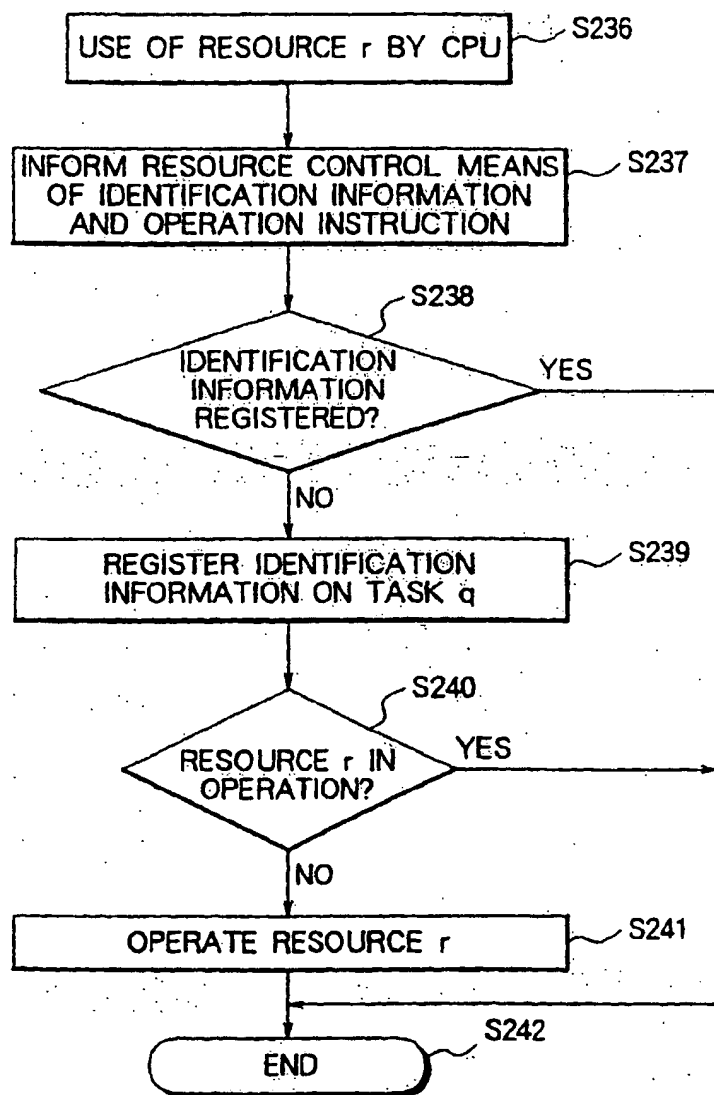 USE OF RESOURCE r BY CPU
S236
INFORM RESOURCE CONTROL MEANS
OF IDENTIFICATION INFORMATION
AND OPERATION INSTRUCTION
S237
S238
IDENTIFICATION
INFORMATION
REGISTERED?
YES
NO
REGISTER IDENTIFICATION
INFORMATION ON TASK q
S239
S240
RESOURCE r IN
OPERATION?
YES
NO
OPERATE RESOURCE r
S241
S242
END